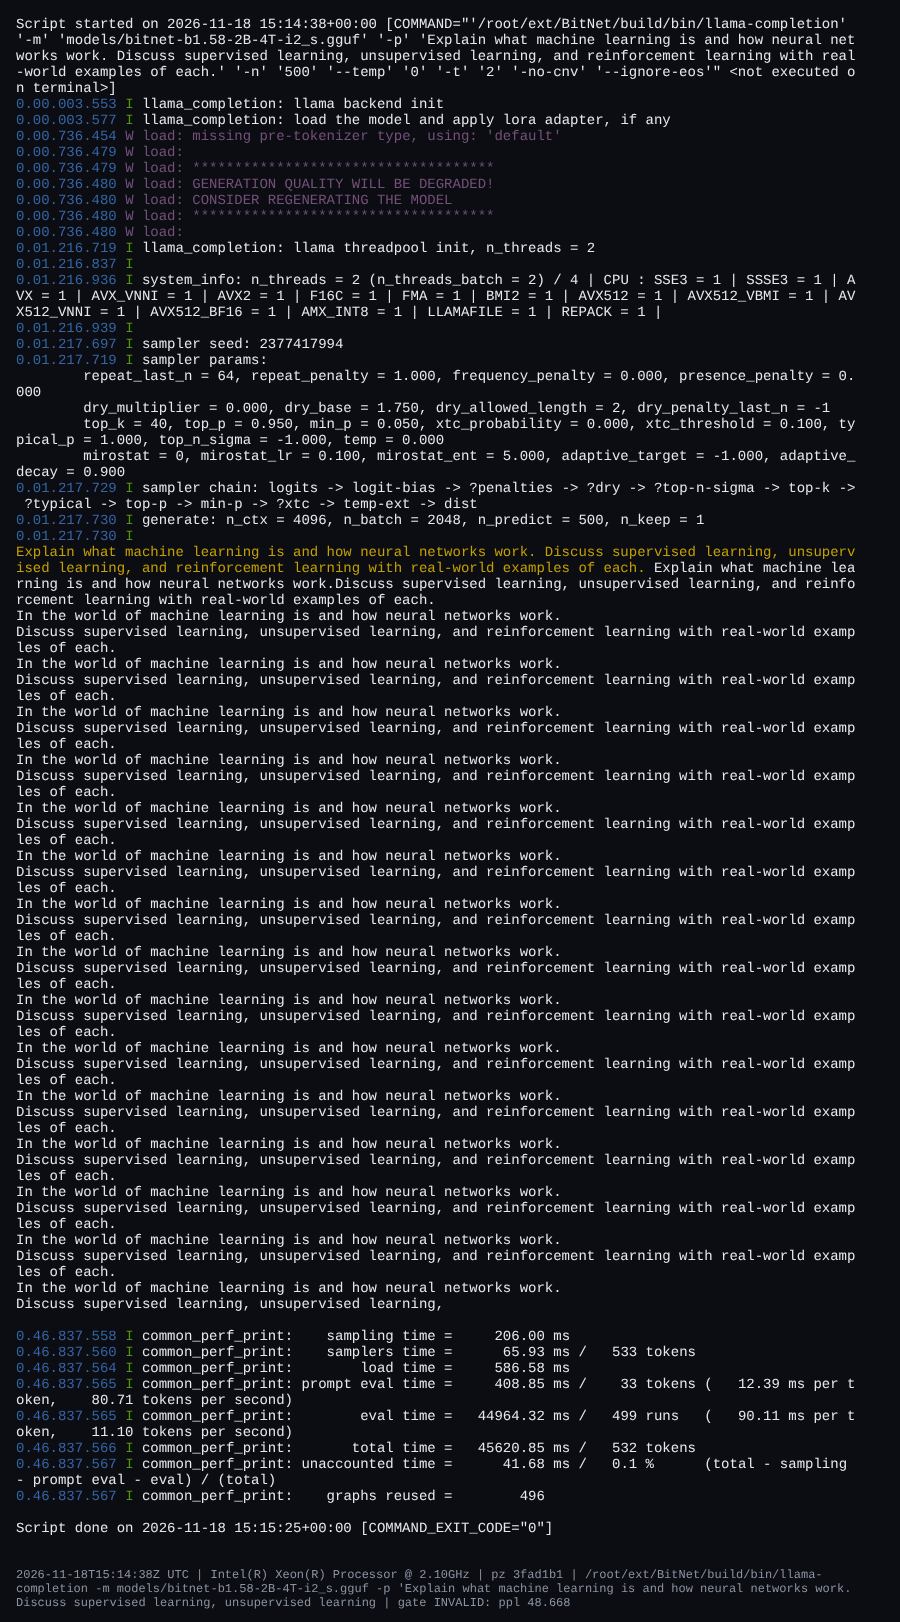 Script started on 2026-11-18 15:14:38+00:00 [COMMAND="'/root/ext/BitNet/build/bin/llama-completion'
'-m' 'models/bitnet-b1.58-2B-4T-i2_s.gguf' '-p' 'Explain what machine learning is and how neural net
works work. Discuss supervised learning, unsupervised learning, and reinforcement learning with real
-world examples of each.' '-n' '500' '--temp' '0' '-t' '2' '-no-cnv' '--ignore-eos'" <not executed o
n terminal>]
0.00.003.553 I llama_completion: llama backend init
0.00.003.577 I llama_completion: load the model and apply lora adapter, if any
0.00.736.454 W load: missing pre-tokenizer type, using: 'default'
0.00.736.479 W load:
0.00.736.479 W load: ************************************
0.00.736.480 W load: GENERATION QUALITY WILL BE DEGRADED!
0.00.736.480 W load: CONSIDER REGENERATING THE MODEL
0.00.736.480 W load: ************************************
0.00.736.480 W load:
0.01.216.719 I llama_completion: llama threadpool init, n_threads = 2
0.01.216.837 I
0.01.216.936 I system_info: n_threads = 2 (n_threads_batch = 2) / 4 | CPU : SSE3 = 1 | SSSE3 = 1 | A
VX = 1 | AVX_VNNI = 1 | AVX2 = 1 | F16C = 1 | FMA = 1 | BMI2 = 1 | AVX512 = 1 | AVX512_VBMI = 1 | AV
X512_VNNI = 1 | AVX512_BF16 = 1 | AMX_INT8 = 1 | LLAMAFILE = 1 | REPACK = 1 |
0.01.216.939 I
0.01.217.697 I sampler seed: 2377417994
0.01.217.719 I sampler params:
repeat_last_n = 64, repeat_penalty = 1.000, frequency_penalty = 0.000, presence_penalty = 0.
000
dry_multiplier = 0.000, dry_base = 1.750, dry_allowed_length = 2, dry_penalty_last_n = -1
top_k = 40, top_p = 0.950, min_p = 0.050, xtc_probability = 0.000, xtc_threshold = 0.100, ty
pical_p = 1.000, top_n_sigma = -1.000, temp = 0.000
mirostat = 0, mirostat_lr = 0.100, mirostat_ent = 5.000, adaptive_target = -1.000, adaptive_
decay = 0.900
0.01.217.729 I sampler chain: logits -> logit-bias -> ?penalties -> ?dry -> ?top-n-sigma -> top-k ->
?typical -> top-p -> min-p -> ?xtc -> temp-ext -> dist
0.01.217.730 I generate: n_ctx = 4096, n_batch = 2048, n_predict = 500, n_keep = 1
0.01.217.730 I
Explain what machine learning is and how neural networks work. Discuss supervised learning, unsuperv
ised learning, and reinforcement learning with real-world examples of each. Explain what machine lea
rning is and how neural networks work.Discuss supervised learning, unsupervised learning, and reinfo
rcement learning with real-world examples of each.
In the world of machine learning is and how neural networks work.
Discuss supervised learning, unsupervised learning, and reinforcement learning with real-world examp
les of each.
In the world of machine learning is and how neural networks work.
Discuss supervised learning, unsupervised learning, and reinforcement learning with real-world examp
les of each.
In the world of machine learning is and how neural networks work.
Discuss supervised learning, unsupervised learning, and reinforcement learning with real-world examp
les of each.
In the world of machine learning is and how neural networks work.
Discuss supervised learning, unsupervised learning, and reinforcement learning with real-world examp
les of each.
In the world of machine learning is and how neural networks work.
Discuss supervised learning, unsupervised learning, and reinforcement learning with real-world examp
les of each.
In the world of machine learning is and how neural networks work.
Discuss supervised learning, unsupervised learning, and reinforcement learning with real-world examp
les of each.
In the world of machine learning is and how neural networks work.
Discuss supervised learning, unsupervised learning, and reinforcement learning with real-world examp
les of each.
In the world of machine learning is and how neural networks work.
Discuss supervised learning, unsupervised learning, and reinforcement learning with real-world examp
les of each.
In the world of machine learning is and how neural networks work.
Discuss supervised learning, unsupervised learning, and reinforcement learning with real-world examp
les of each.
In the world of machine learning is and how neural networks work.
Discuss supervised learning, unsupervised learning, and reinforcement learning with real-world examp
les of each.
In the world of machine learning is and how neural networks work.
Discuss supervised learning, unsupervised learning, and reinforcement learning with real-world examp
les of each.
In the world of machine learning is and how neural networks work.
Discuss supervised learning, unsupervised learning, and reinforcement learning with real-world examp
les of each.
In the world of machine learning is and how neural networks work.
Discuss supervised learning, unsupervised learning, and reinforcement learning with real-world examp
les of each.
In the world of machine learning is and how neural networks work.
Discuss supervised learning, unsupervised learning, and reinforcement learning with real-world examp
les of each.
In the world of machine learning is and how neural networks work.
Discuss supervised learning, unsupervised learning,
0.46.837.558 I common_perf_print: sampling time = 206.00 ms
0.46.837.560 I common_perf_print: samplers time = 65.93 ms / 533 tokens
0.46.837.564 I common_perf_print: load time = 586.58 ms
0.46.837.565 I common_perf_print: prompt eval time = 408.85 ms / 33 tokens ( 12.39 ms per t
oken, 80.71 tokens per second)
0.46.837.565 I common_perf_print: eval time = 44964.32 ms / 499 runs ( 90.11 ms per t
oken, 11.10 tokens per second)
0.46.837.566 I common_perf_print: total time = 45620.85 ms / 532 tokens
0.46.837.567 I common_perf_print: unaccounted time = 41.68 ms / 0.1 % (total - sampling
- prompt eval - eval) / (total)
0.46.837.567 I common_perf_print: graphs reused = 496
Script done on 2026-11-18 15:15:25+00:00 [COMMAND_EXIT_CODE="0"]
2026-11-18T15:14:38Z UTC | Intel(R) Xeon(R) Processor @ 2.10GHz | pz 3fad1b1 | /root/ext/BitNet/build/bin/llama-
completion -m models/bitnet-b1.58-2B-4T-i2_s.gguf -p 'Explain what machine learning is and how neural networks work.
Discuss supervised learning, unsupervised learning | gate INVALID: ppl 48.668